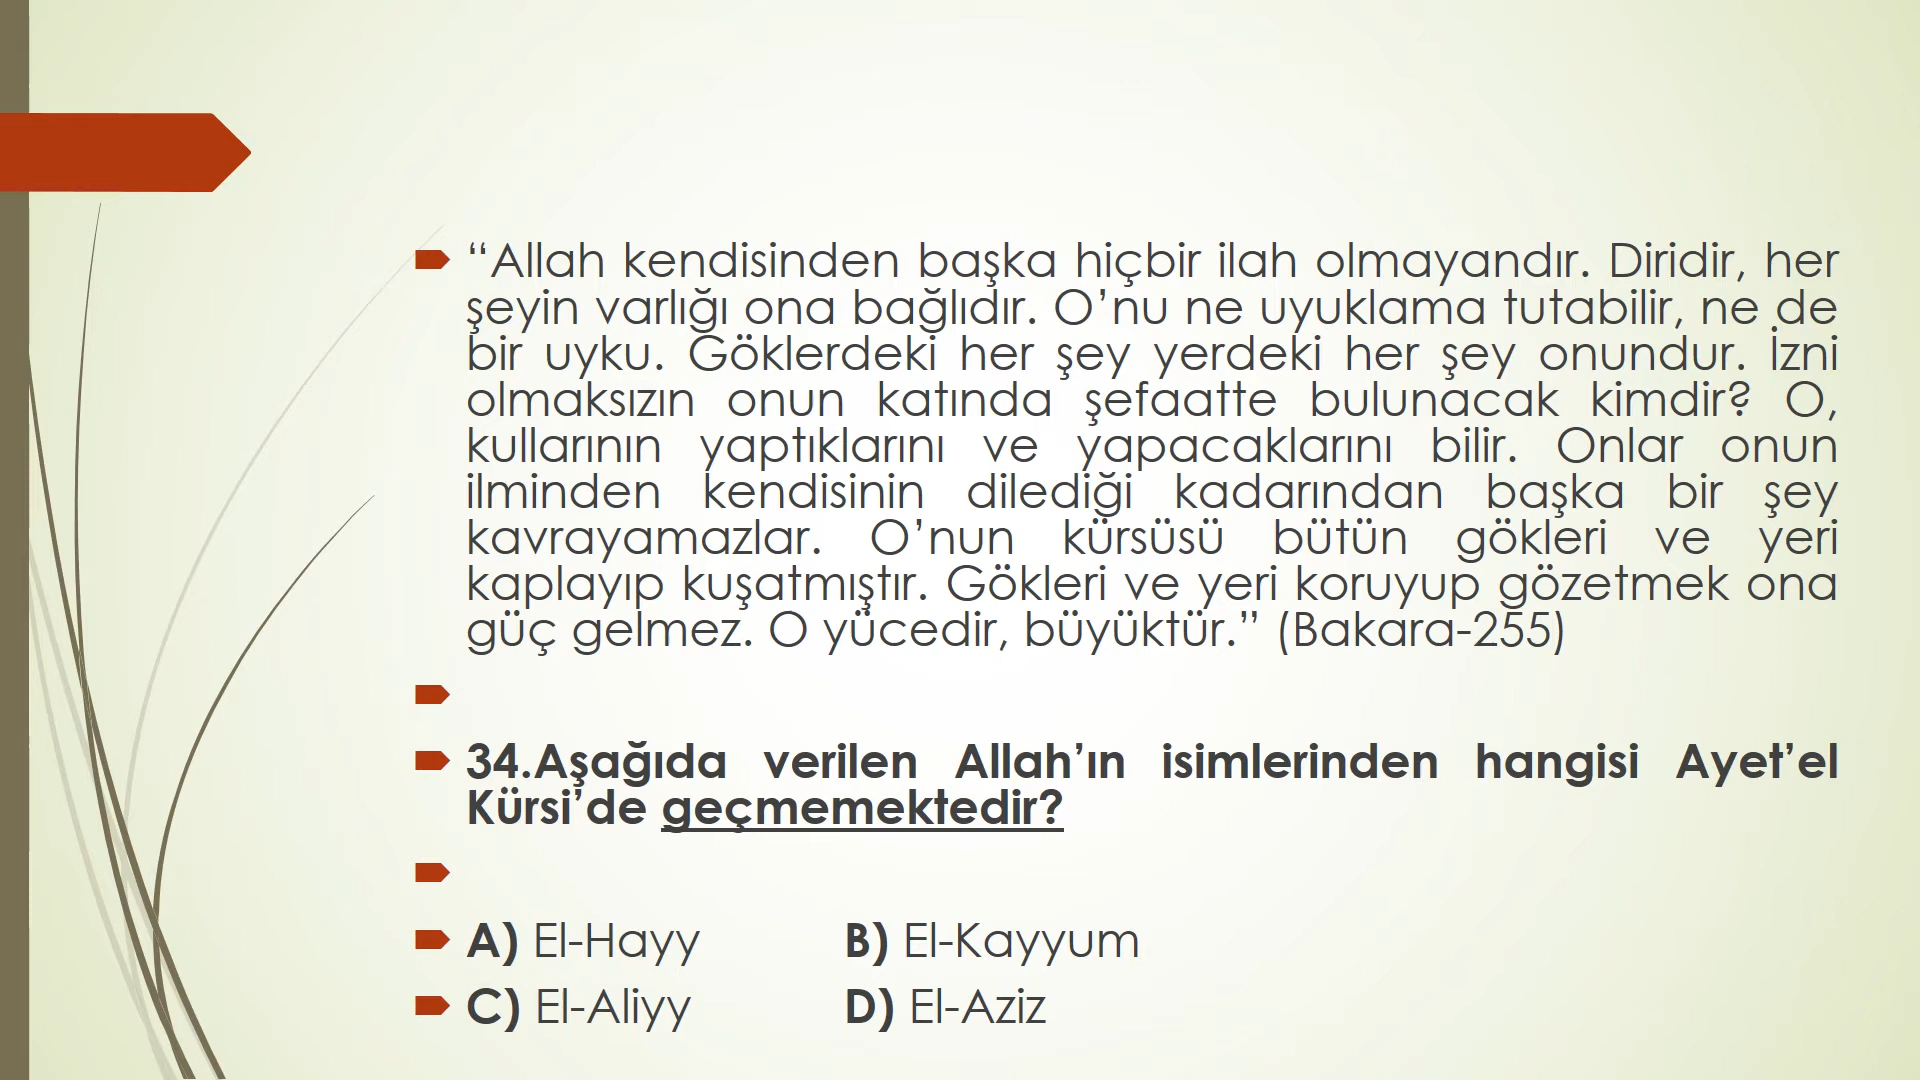 “Allah kendisinden başka hiçbir ilah olmayandır. Diridir, her
şeyin varlığı ona bağlıdır. O’nu ne uyuklama tutabilir, ne de
bir uyku. Göklerdeki her şey yerdeki her şey onundur. İzni
olmaksızın onun katında şefaatte bulunacak kimdir? O,
kullarının yaptıklarını ve yapacaklarını bilir. Onlar onun
ilminden kendisinin dilediği kadarından başka bir şey
kavrayamazlar. O’nun kürsüsü bütün gökleri ve yeri
kaplayıp kuşatmıştır. Gökleri ve yeri koruyup gözetmek ona
güç gelmez. O yücedir, büyüktür.” (Bakara-255)
34.Aşağıda verilen Allah’ın isimlerinden hangisi Ayet’el
Kürsi’de geçmemektedir?
A) El-Hayy B) El-Kayyum
C) El-Aliyy D) El-Aziz